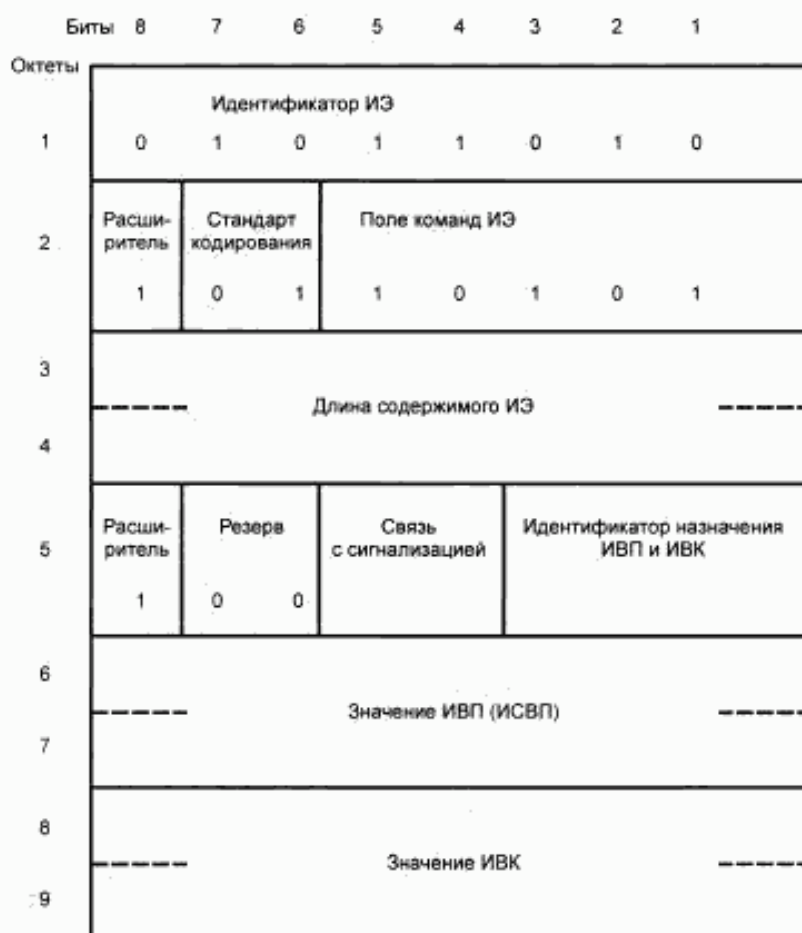 Биты 8 7 6 5 4 3 2 1
Октеты
Идентификатор ИЭ
1 0 1 0 1 1 0 1 0
Расши- Стандарт Поле команд ИЭ
2 ритель кодирования
1 0 1 1 0 1 0 1
3
Длина содержимого ИЭ
4
Расши- Резерв Связь Идентификатор назначения
5 ритель с сигнализацией ИВП и ИВК
1 0 0
6
Значение ИВП (ИСВП)
7
8
Значение ИВК
9